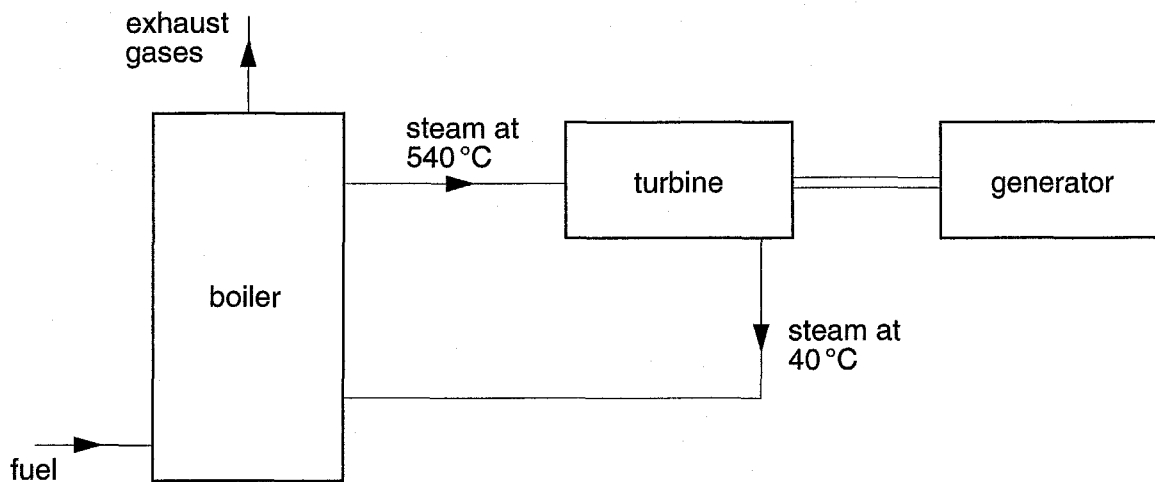 exhaust
gases
steam at
540 °C
turbine
generator
boiler
steam at
40 °C
fuel